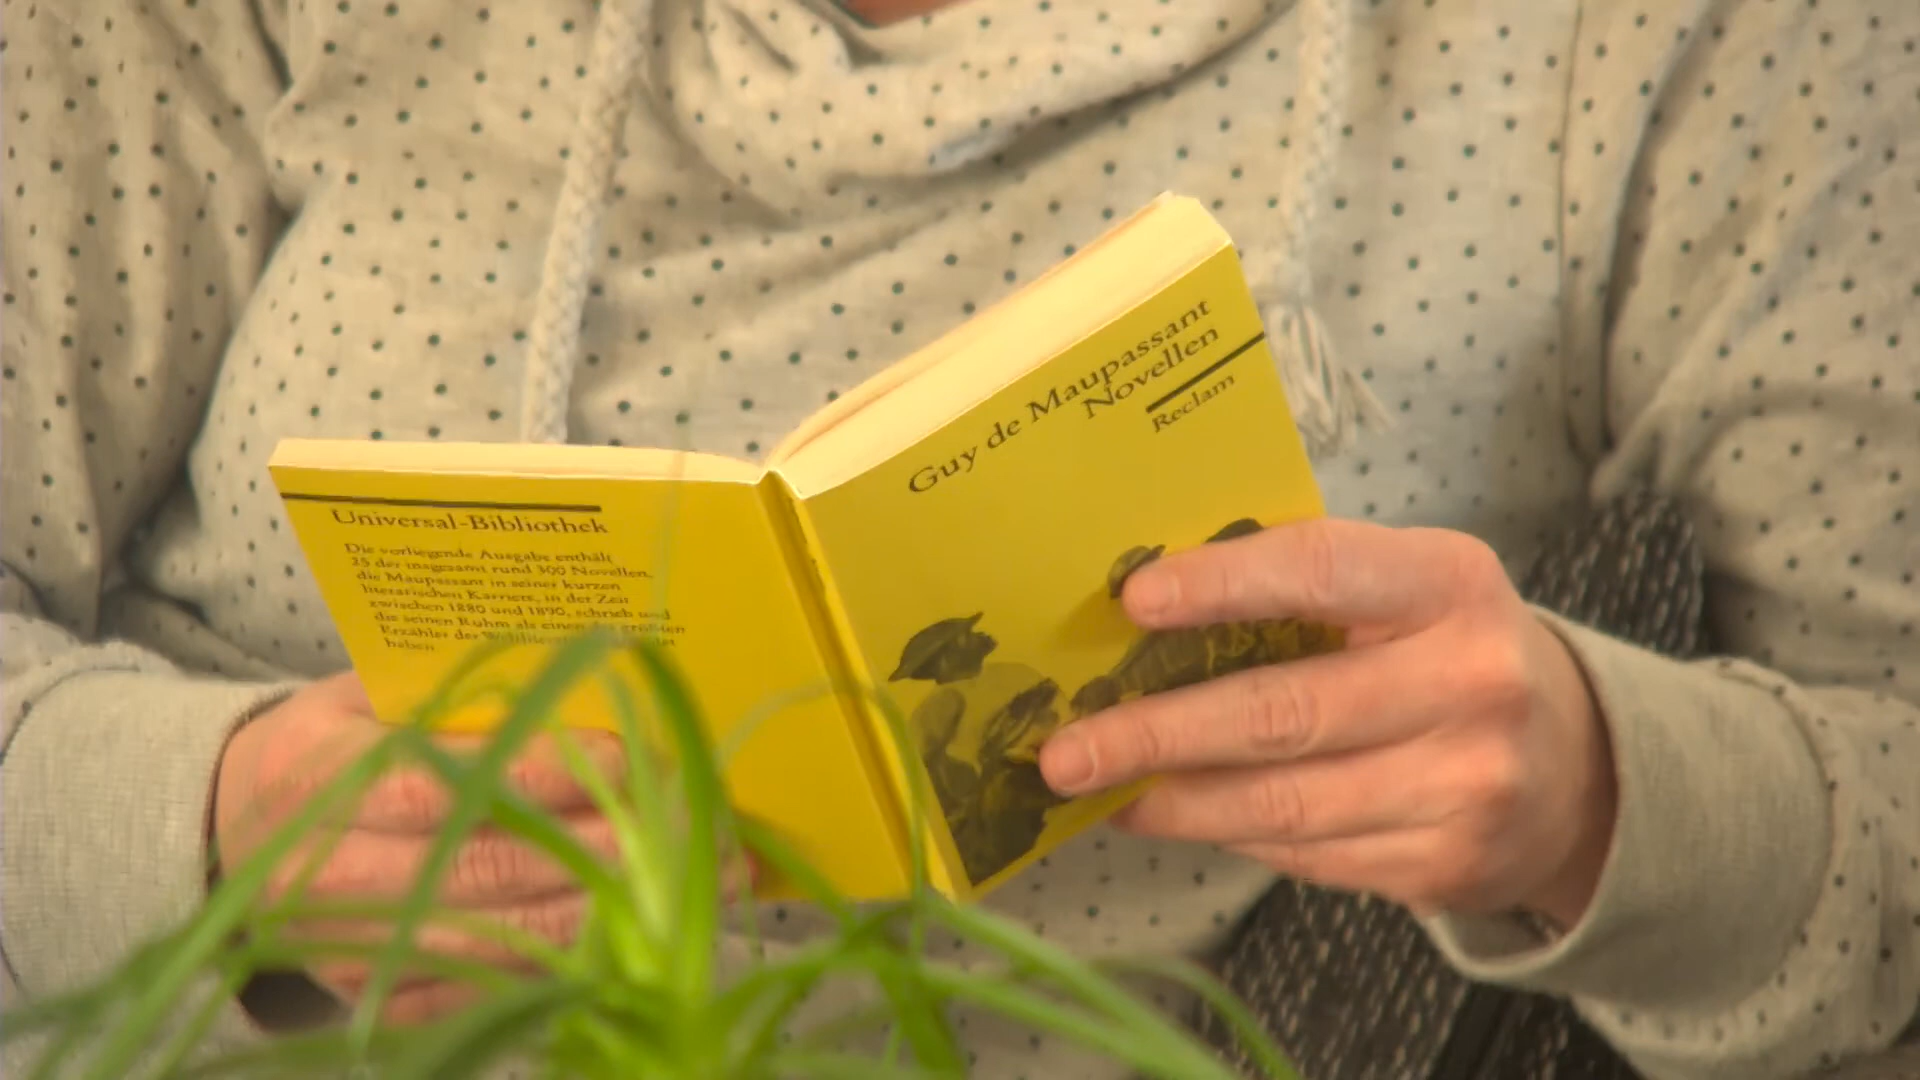 Universal-Bibliothek
Die vorliegende Ausgabe enthält
25 der insgesamt rund 300 Novellen,
die Maupassant in seiner kurzen
literarischen Karriere, in der Zeit
zwischen 1880 und 1890, schrieb und
die seinen Ruhm als einen der größten
Erzähler der Weltliteratur
haben.
Guy de Maupassant
Novellen
Reclam